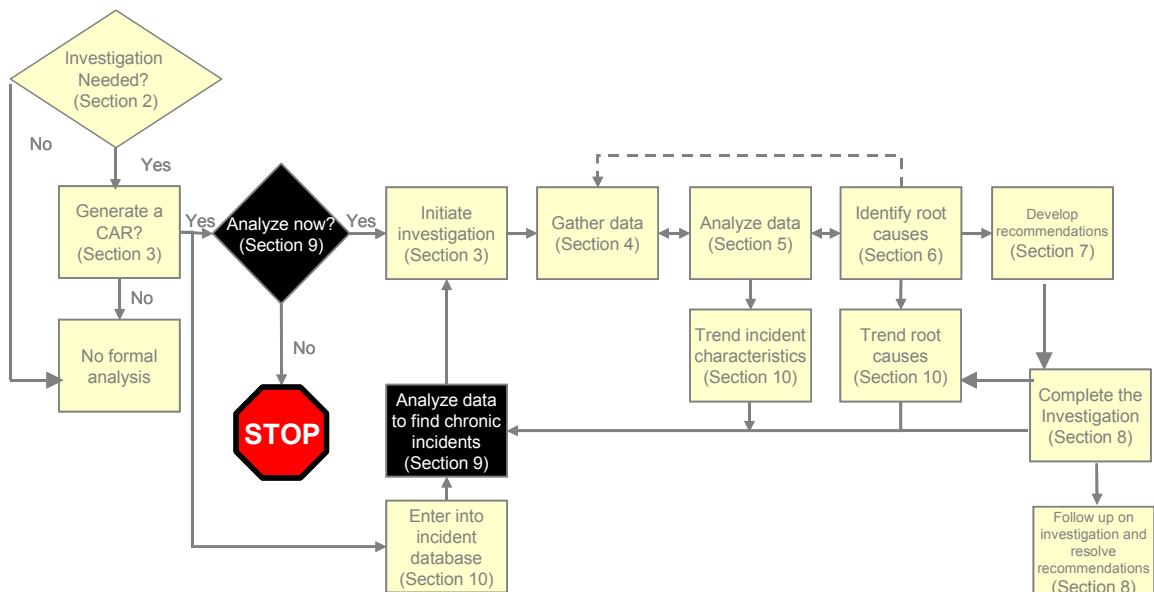 Investigation
Needed?
(Section 2)
No
Yes
Generate a
CAR?
(Section 3)
Yes
No
No formal
analysis
Analyze now?
(Section 9)
Yes
No
STOP
Initiate
investigation
(Section 3)
Gather data
(Section 4)
Analyze data
(Section 5)
Identify root
causes
(Section 6)
Develop
recommendations
(Section 7)
Trend incident
characteristics
(Section 10)
Trend root
causes
(Section 10)
Complete the
Investigation
(Section 8)
Analyze data
to find chronic
incidents
(Section 9)
Enter into
incident
database
(Section 10)
Follow up on
investigation and
resolve
recommendations
(Section 8)